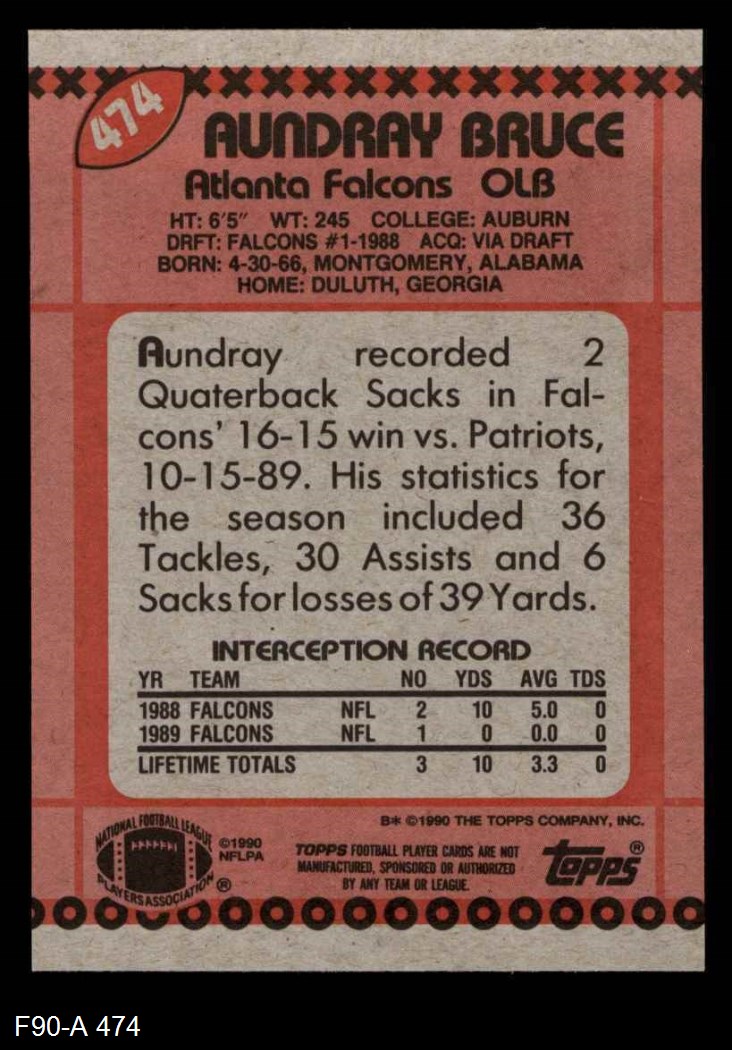 474
AUNDRAY BRUCE
Atlanta Falcons OLB
HT: 6'5" WT: 245 COLLEGE: AUBURN
DRFT: FALCONS #1-1988 ACQ: VIA DRAFT
BORN: 4-30-66, MONTGOMERY, ALABAMA
HOME: DULUTH, GEORGIA
Aundray recorded 2
Quaterback Sacks in Fal-
cons' 16-15 win vs. Patriots,
10-15-89. His statistics for
the season included 36
Tackles, 30 Assists and 6
Sacks for losses of 39 Yards.
INTERCEPTION RECORD
YR TEAM NO YDS AVG TDS
1988 FALCONS NFL 2 10 5.0 0
1989 FALCONS NFL 1 0 0.0 0
LIFETIME TOTALS 3 10 3.3 0
B* ©1990 THE TOPPS COMPANY, INC.
NATIONAL FOOTBALL LEAGUE
PLAYERS ASSOCIATION ®
©1990
NFLPA
TOPPS FOOTBALL PLAYER CARDS ARE NOT
MANUFACTURED, SPONSORED OR AUTHORIZED
BY ANY TEAM OR LEAGUE.
topps ®
F90-A 474